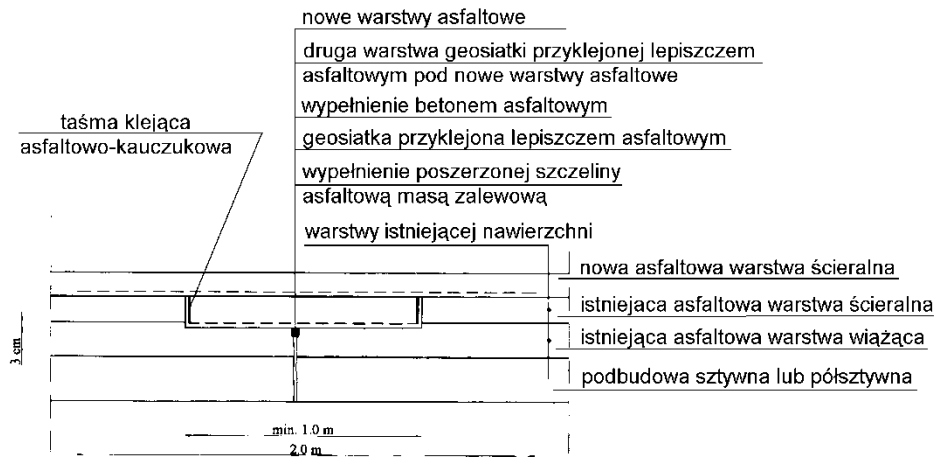 nowe warstwy asfaltowe
druga warstwa geosiatki przyklejonej lepiszczem
asfaltowym pod nowe warstwy asfaltowe
wypełnienie betonem asfaltowym
taśma klejąca
asfaltowo-kauczukowa
geosiatka przyklejona lepiszczem asfaltowym
wypełnienie poszerzonej szczeliny
asfaltową masą zalewową
warstwy istniejącej nawierzchni
nowa asfaltowa warstwa ścieralna
istniejaca asfaltowa warstwa ścieralna
istniejąca asfaltowa warstwa wiążąca
podbudowa sztywna lub półsztywna
3 cm
min. 1.0 m
2.0 m